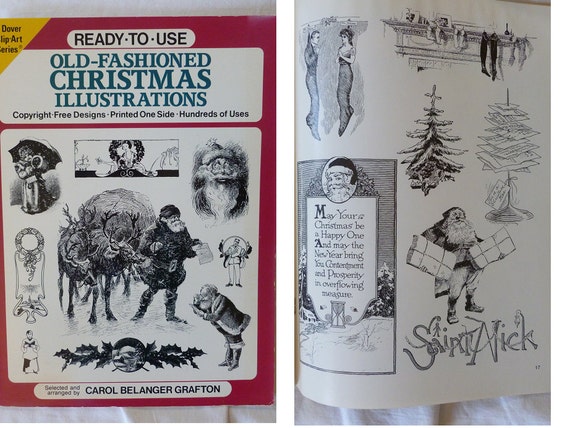 Dover
Clip-Art
Series®
READY·TO·USE
OLD-FASHIONED
CHRISTMAS
ILLUSTRATIONS
Copyright-Free Designs · Printed One Side · Hundreds of Uses
Selected and
arranged by CAROL BELANGER GRAFTON
May Your
Christmas be
a Happy One
And may the
New Year bring
You Contentment
and Prosperity
in overflowing
measure.
Saint Nick
17